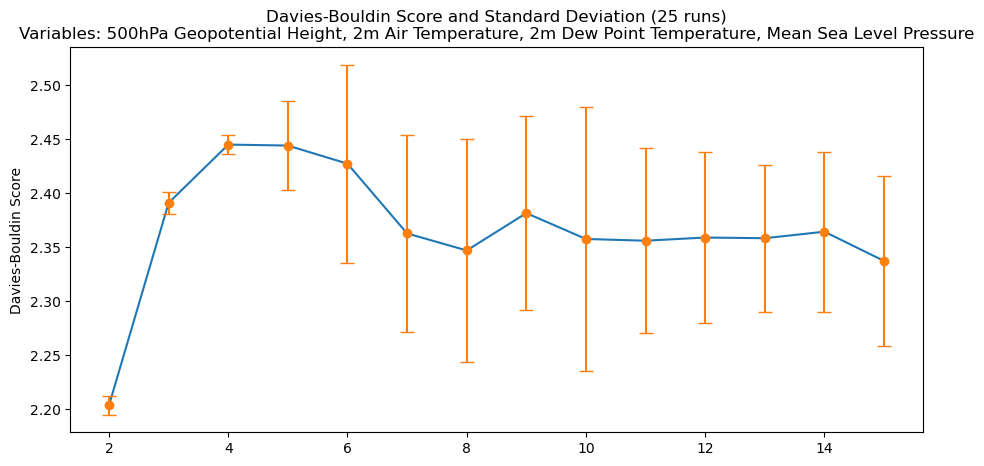 Davies-Bouldin Score and Standard Deviation (25 runs)
Variables: 500hPa Geopotential Height, 2m Air Temperature, 2m Dew Point Temperature, Mean Sea Level Pressure
Davies-Bouldin Score
2.50
2.45
2.40
2.35
2.30
2.25
2.20
2 4 6 8 10 12 14